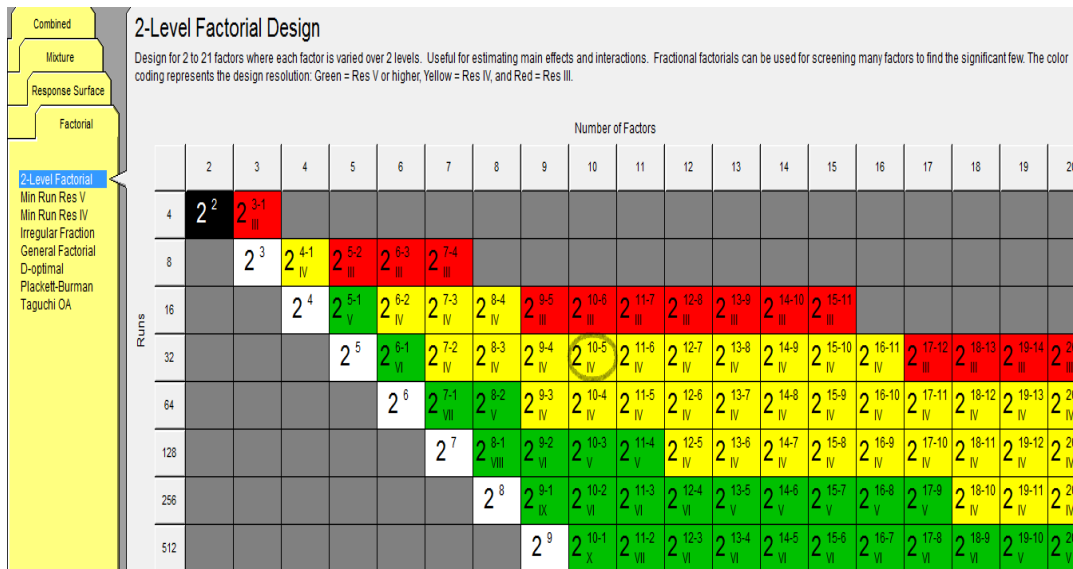 Combined
Mixture
Response Surface
Factorial
2-Level Factorial
Min Run Res V
Min Run Res IV
Irregular Fraction
General Factorial
D-optimal
Plackett-Burman
Taguchi OA
2-Level Factorial Design
Design for 2 to 21 factors where each factor is varied over 2 levels. Useful for estimating main effects and interactions. Fractional factorials can be used for screening many factors to find the significant few. The color
coding represents the design resolution: Green = Res V or higher, Yellow = Res IV, and Red = Res III.
Number of Factors
2 3 4 5 6 7 8 9 10 11 12 13 14 15 16 17 18 19
Runs
4 2^2 2^3-1 III
8 2^3 2^4-1 IV 2^5-2 III 2^6-3 III 2^7-4 III
16 2^4 2^5-1 V 2^6-2 IV 2^7-3 IV 2^8-4 IV 2^9-5 III 2^10-6 III 2^11-7 III 2^12-8 III 2^13-9 III 2^14-10 III 2^15-11 III
32 2^5 2^6-1 VI 2^7-2 IV 2^8-3 IV 2^9-4 IV 2^10-5 IV 2^11-6 IV 2^12-7 IV 2^13-8 IV 2^14-9 IV 2^15-10 IV 2^16-11 IV 2^17-12 III 2^18-13 III 2^19-14 III
64 2^6 2^7-1 VII 2^8-2 V 2^9-3 IV 2^10-4 IV 2^11-5 IV 2^12-6 IV 2^13-7 IV 2^14-8 IV 2^15-9 IV 2^16-10 IV 2^17-11 IV 2^18-12 IV 2^19-13 IV
128 2^7 2^8-1 VIII 2^9-2 VI 2^10-3 V 2^11-4 V 2^12-5 IV 2^13-6 IV 2^14-7 IV 2^15-8 IV 2^16-9 IV 2^17-10 IV 2^18-11 IV 2^19-12 IV
256 2^8 2^9-1 IX 2^10-2 VI 2^11-3 VI 2^12-4 VI 2^13-5 V 2^14-6 V 2^15-7 V 2^16-8 V 2^17-9 V 2^18-10 IV 2^19-11 IV
512 2^9 2^10-1 X 2^11-2 VII 2^12-3 VI 2^13-4 VI 2^14-5 VI 2^15-6 VI 2^16-7 VI 2^17-8 VI 2^18-9 VI 2^19-10 V